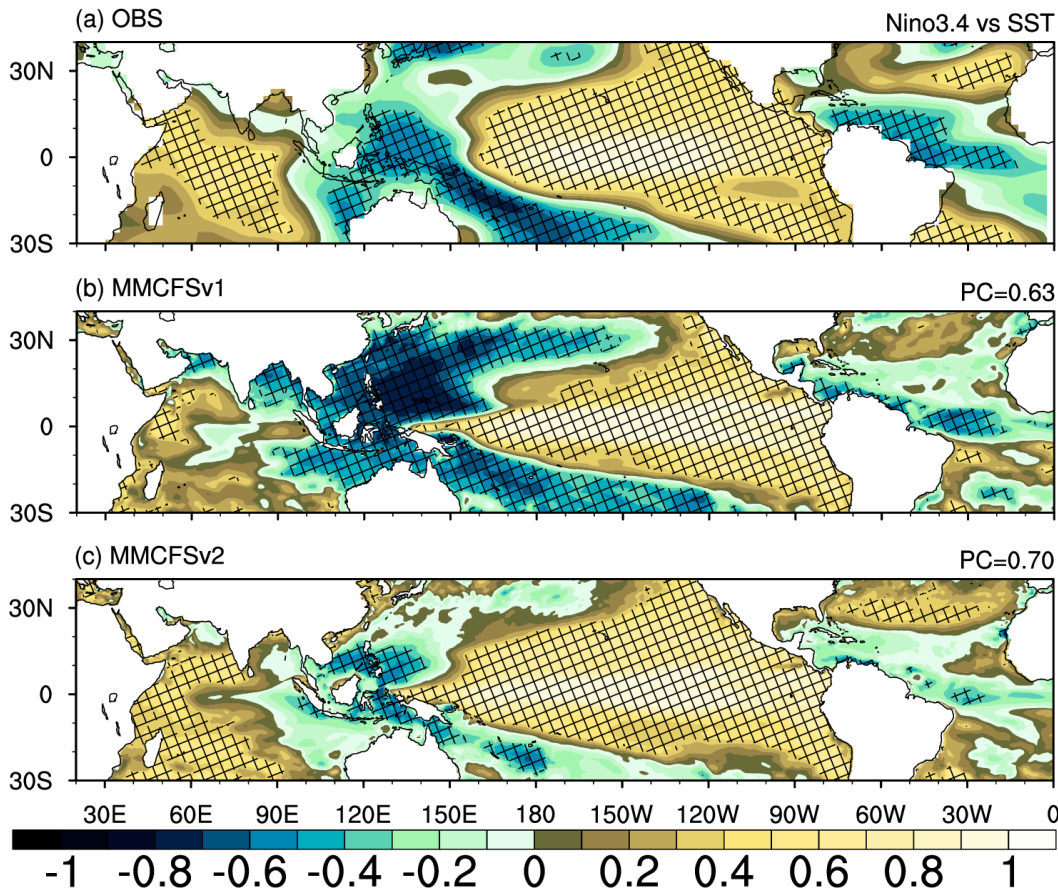 (a) OBS Nino3.4 vs SST
30N
0
30S
(b) MMCFSv1 PC=0.63
30N
0
30S
(c) MMCFSv2 PC=0.70
30N
0
30S
30E 60E 90E 120E 150E 180 150W 120W 90W 60W 30W 0
-1 -0.8 -0.6 -0.4 -0.2 0 0.2 0.4 0.6 0.8 1